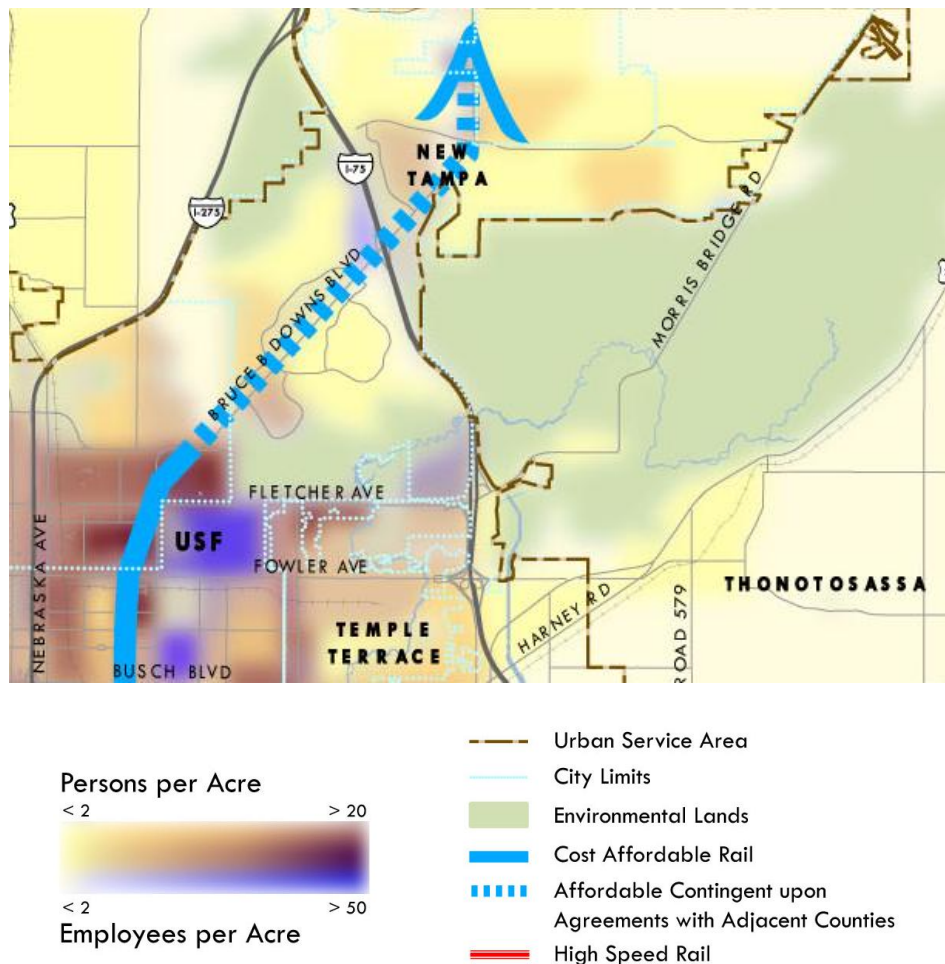 NEW
TAMPA
I-75
I-275
MORRIS BRIDGE RD
BRUCE B DOWNS BLVD
FLETCHER AVE
USF
FOWLER AVE
NEBRASKA AVE
THONOTOSASSA
HARNEY RD
ROAD 579
TEMPLE
TERRACE
BUSCH BLVD
Persons per Acre
< 2 > 20
< 2 > 50
Employees per Acre
Urban Service Area
City Limits
Environmental Lands
Cost Affordable Rail
Affordable Contingent upon
Agreements with Adjacent Counties
High Speed Rail